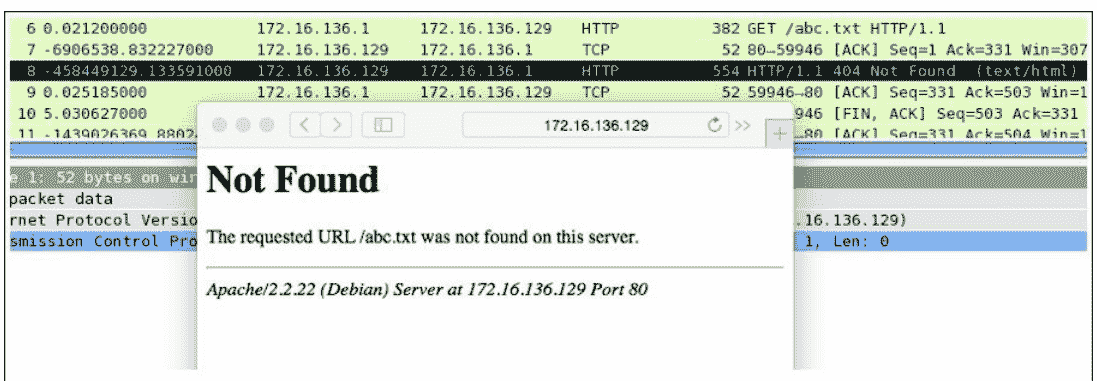 6 0.021200000 172.16.136.1 172.16.136.129 HTTP 382 GET /abc.txt HTTP/1.1
7 -6906538.832227000 172.16.136.129 172.16.136.1 TCP 52 80→59946 [ACK] Seq=1 Ack=331 Win=307
8 -458449129.133591000 172.16.136.129 172.16.136.1 HTTP 554 HTTP/1.1 404 Not Found (text/html)
9 0.025185000 172.16.136.1 172.16.136.129 TCP 52 59946→80 [ACK] Seq=331 Ack=503 Win=1
10 5.030627000 946 [FIN, ACK] Seq=503 Ack=331
11 -1439026369.8802 80 [ACK] Seq=331 Ack=504 Win=1
172.16.136.129
e 1: 52 bytes on wir
packet data
rnet Protocol Versio .16.136.129)
smission Control Pro 1, Len: 0
Not Found
The requested URL /abc.txt was not found on this server.
Apache/2.2.22 (Debian) Server at 172.16.136.129 Port 80